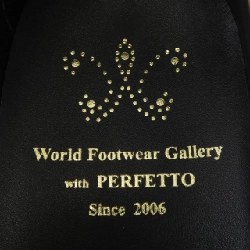 World Footwear Gallery
with PERFETTO
Since 2006